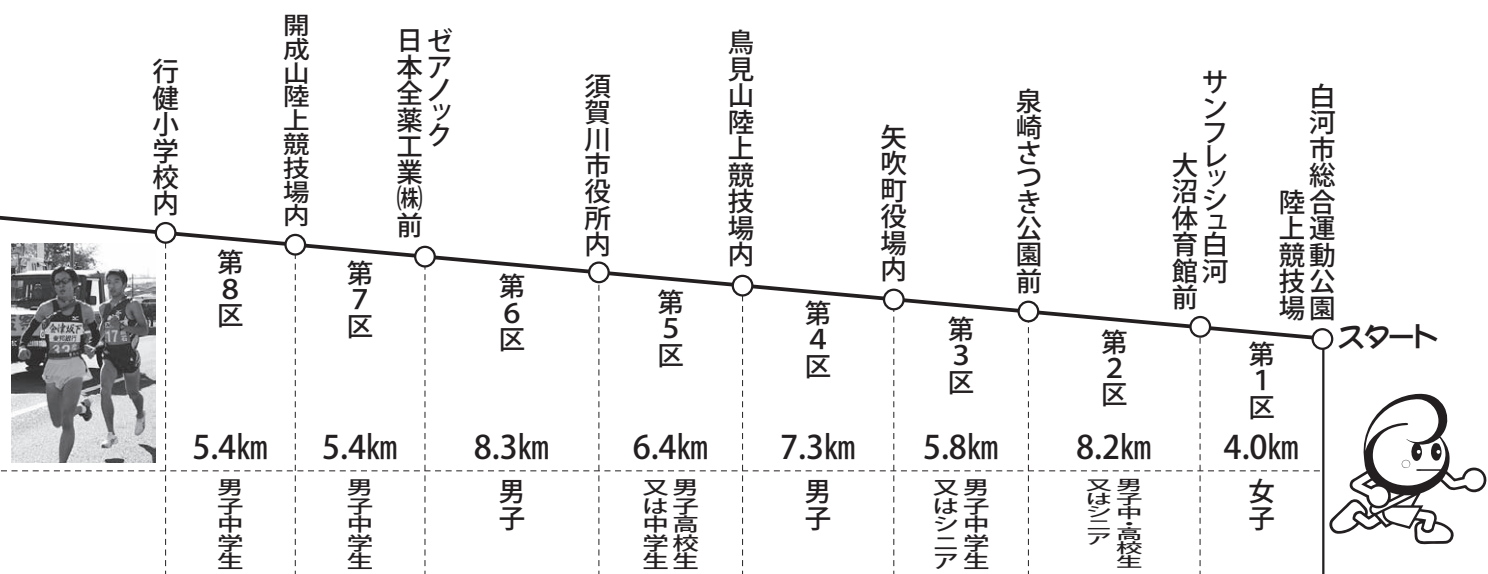 白河市総合運動公園
陸上競技場
スタート
サンフレッシュ白河
大沼体育館前
泉崎さつき公園前
矢吹町役場内
鳥見山陸上競技場内
須賀川市役所内
ゼアノック
日本全薬工業㈱前
開成山陸上競技場内
行健小学校内
第1区
第2区
第3区
第4区
第5区
第6区
第7区
第8区
4.0km
8.2km
5.8km
7.3km
6.4km
8.3km
5.4km
5.4km
女子
男子中・高校生
又はシニア
男子中学生
又はシニア
男子
男子高校生
又は中学生
男子
男子中学生
男子中学生
会津坂下